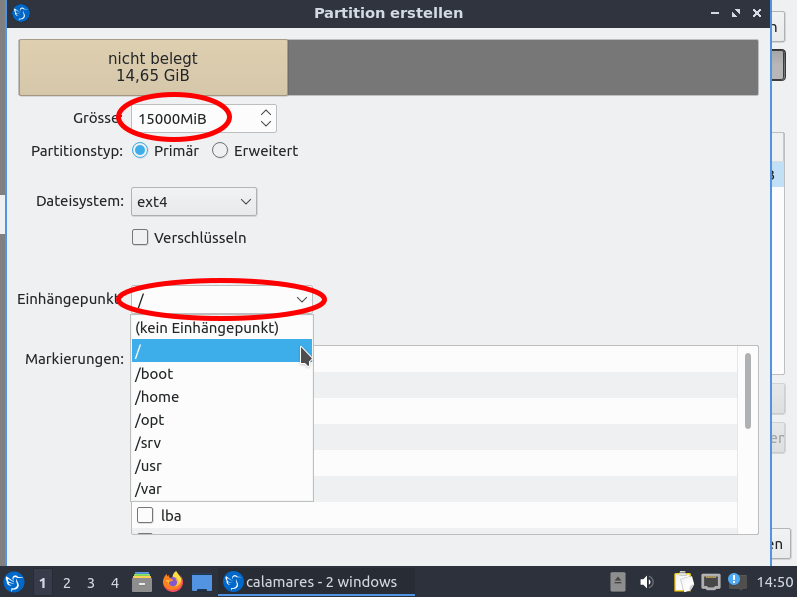 Partition erstellen
nicht belegt
14,65 GiB
Grösse:
15000MiB
Partitionstyp:
Primär
Erweitert
Dateisystem:
ext4
Verschlüsseln
Einhängepunkt
/
(kein Einhängepunkt)
/
Markierungen:
/boot
/home
/opt
/srv
/usr
/var
lba
en
1
2
3
4
calamares - 2 windows
14:50